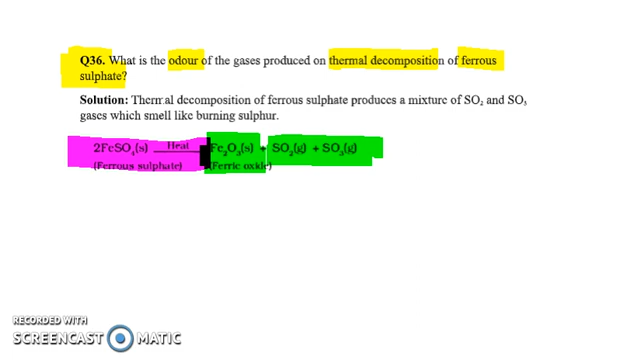 Q36. What is the odour of the gases produced on thermal decomposition of ferrous
sulphate?
Solution: Thermal decomposition of ferrous sulphate produces a mixture of SO₂ and SO₃
gases which smell like burning sulphur.
2FeSO₄(s) Heat Fe₂O₃(s) + SO₂(g) + SO₃(g)
(Ferrous sulphate) (Ferric oxide)
RECORDED WITH
SCREENCAST MATIC